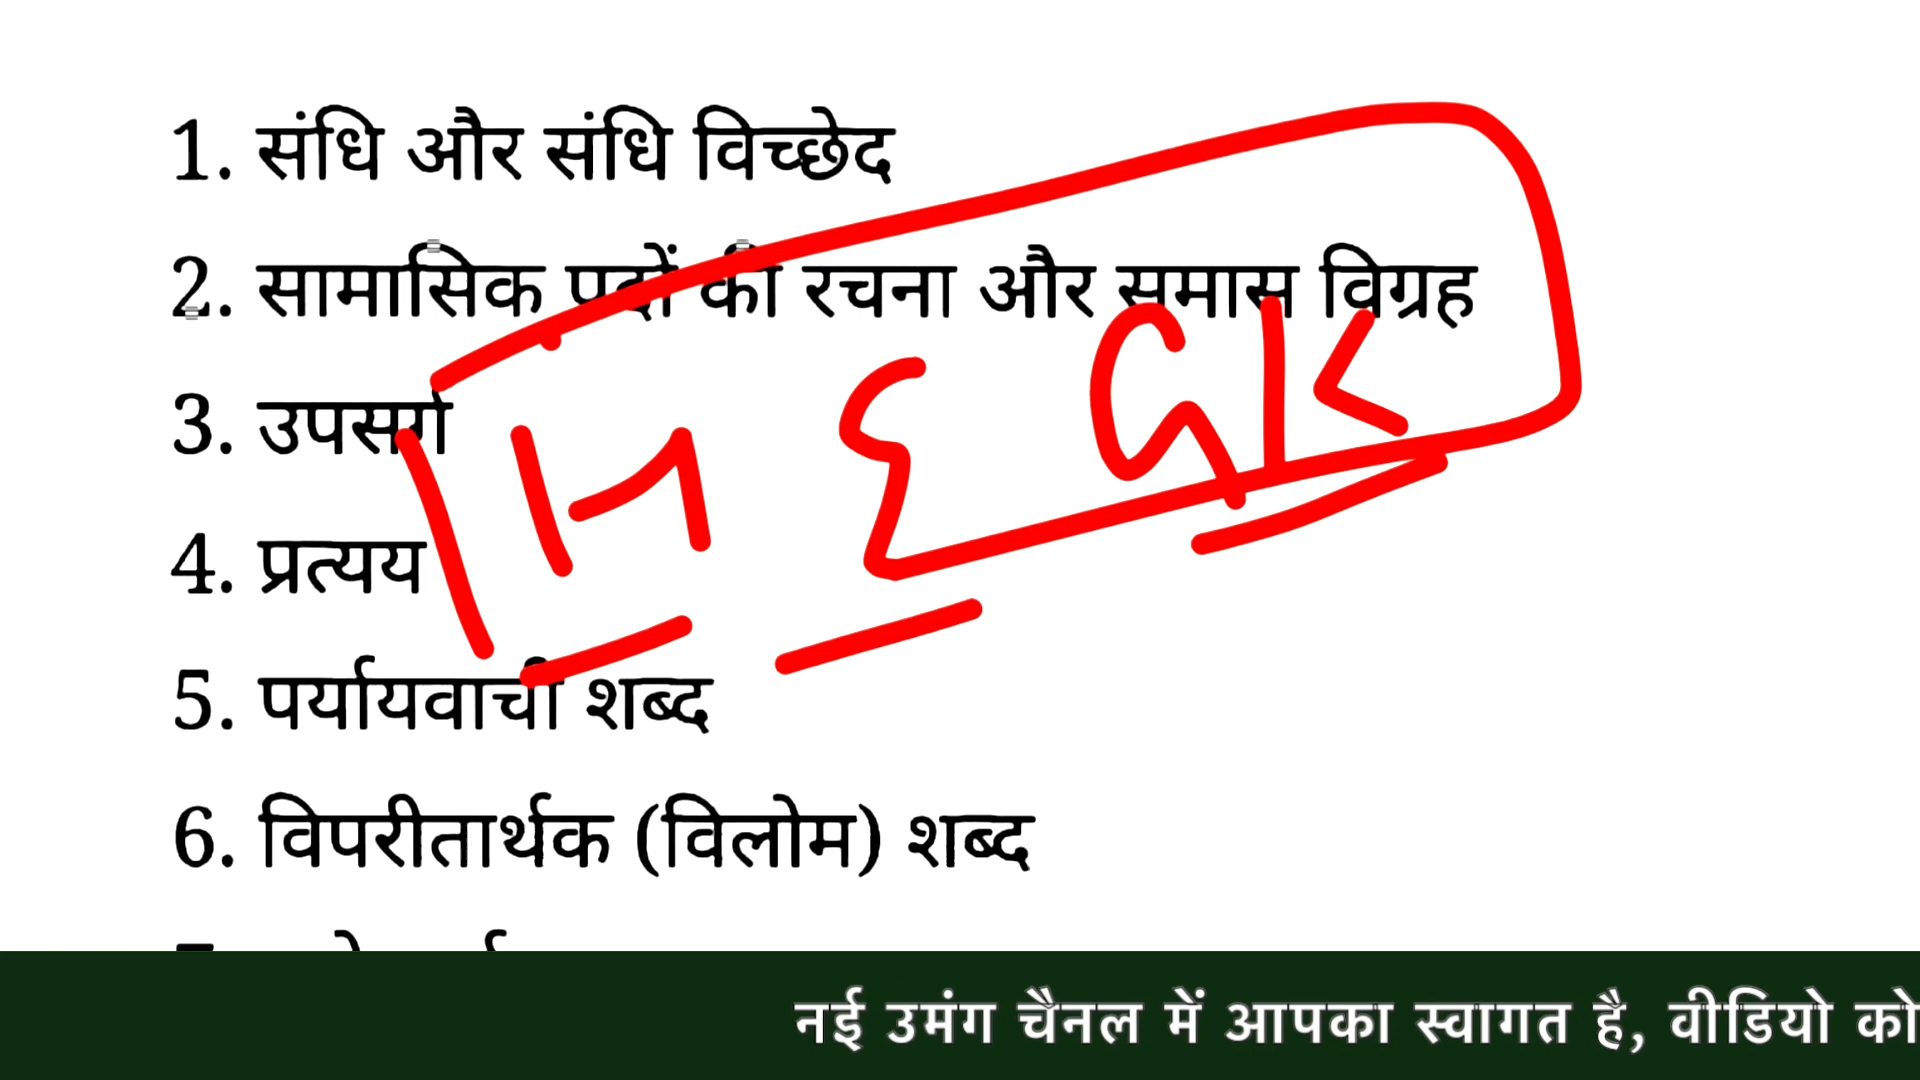 1. संधि और संधि विच्छेद
2. सामासिक पदों की रचना और समास विग्रह
3. उपसर्ग
H E GK
4. प्रत्यय
5. पर्यायवाची शब्द
6. विपरीतार्थक (विलोम) शब्द
नई उमंग चैनल में आपका स्वागत है, वीडियो को